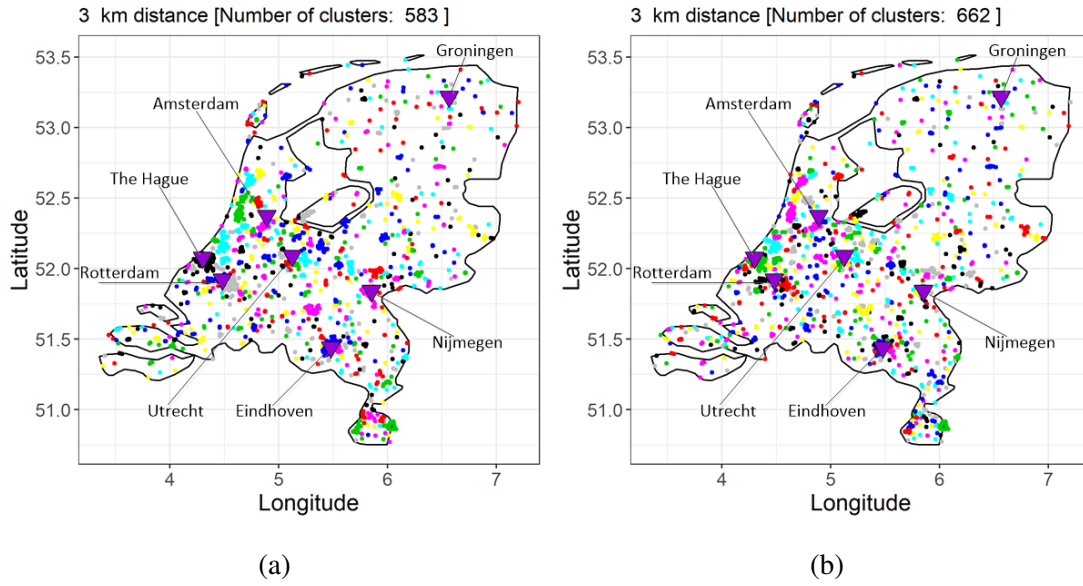 3 km distance [Number of clusters: 583 ]
Groningen
Amsterdam
The Hague
Rotterdam
Nijmegen
Utrecht
Eindhoven
53.5
53.0
52.5
52.0
51.5
51.0
Latitude
4 5 6 7
Longitude
(a)
3 km distance [Number of clusters: 662 ]
Groningen
Amsterdam
The Hague
Rotterdam
Nijmegen
Utrecht
Eindhoven
53.5
53.0
52.5
52.0
51.5
51.0
Latitude
4 5 6 7
Longitude
(b)